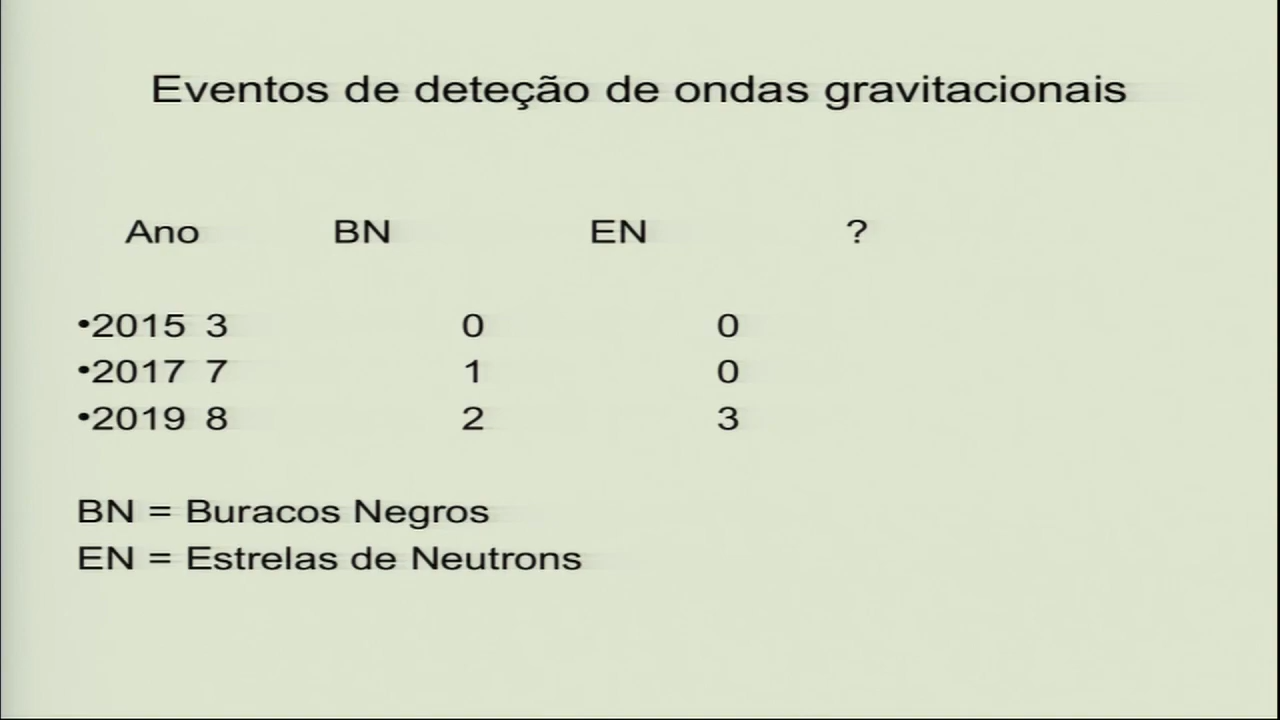 Eventos de deteção de ondas gravitacionais
Ano BN EN ?
•2015 3 0 0
•2017 7 1 0
•2019 8 2 3
BN = Buracos Negros
EN = Estrelas de Neutrons